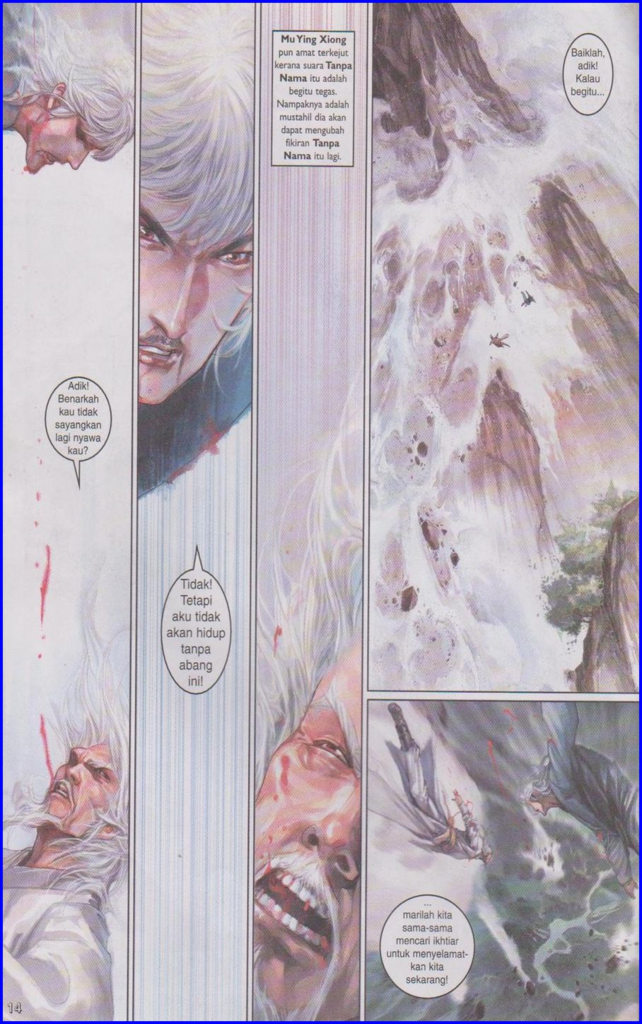 Adik!
Benarkah
kau tidak
sayangkan
lagi nyawa
kau?
Tidak!
Tetapi
aku tidak
akan hidup
tanpa
abang
ini!
Mu Ying Xiong
pun amat terkejut
kerana suara Tanpa
Nama itu adalah
begitu tegas.
Nampaknya adalah
mustahil dia akan
dapat mengubah
fikiran Tanpa
Nama itu lagi.
Baiklah,
adik!
Kalau
begitu...
...
marilah kita
sama-sama
mencari ikhtiar
untuk menyelamat-
kan kita
sekarang!
14